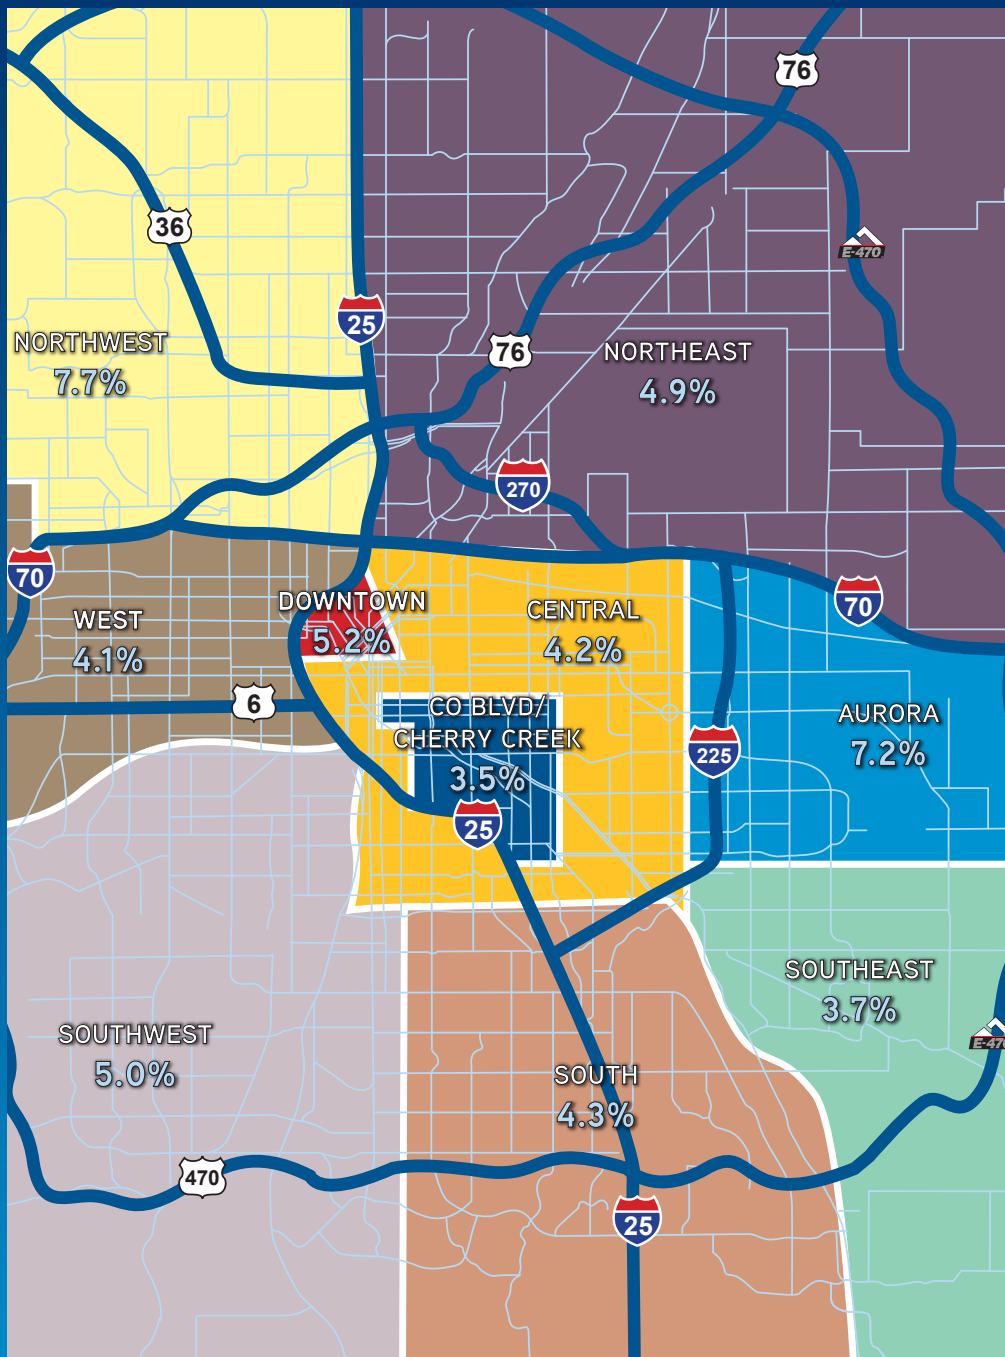 76
36
E-470
25
NORTHWEST
7.7%
76
NORTHEAST
4.9%
270
70
70
DOWNTOWN
5.2%
CENTRAL
4.2%
WEST
4.1%
6
CO BLVD/
CHERRY CREEK
3.5%
AURORA
7.2%
225
25
SOUTHEAST
3.7%
E-470
SOUTHWEST
5.0%
SOUTH
4.3%
470
25